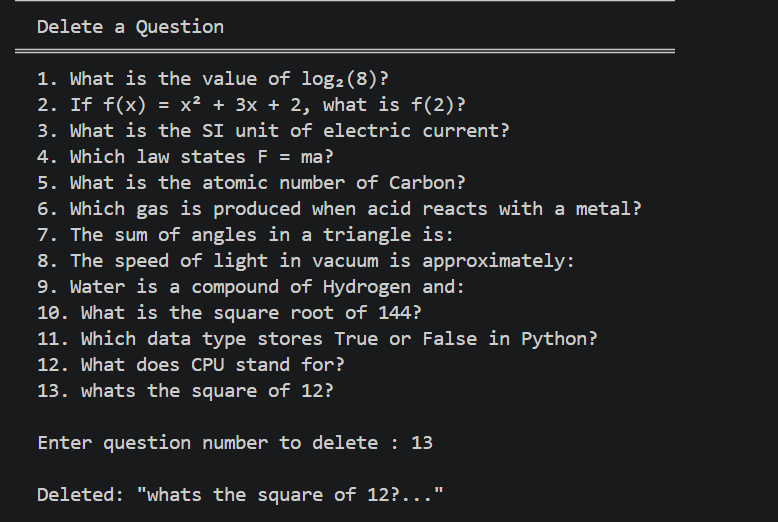 Delete a Question
1. What is the value of log₂(8)?
2. If f(x) = x² + 3x + 2, what is f(2)?
3. What is the SI unit of electric current?
4. Which law states F = ma?
5. What is the atomic number of Carbon?
6. Which gas is produced when acid reacts with a metal?
7. The sum of angles in a triangle is:
8. The speed of light in vacuum is approximately:
9. Water is a compound of Hydrogen and:
10. What is the square root of 144?
11. Which data type stores True or False in Python?
12. What does CPU stand for?
13. whats the square of 12?
Enter question number to delete : 13
Deleted: "whats the square of 12?..."